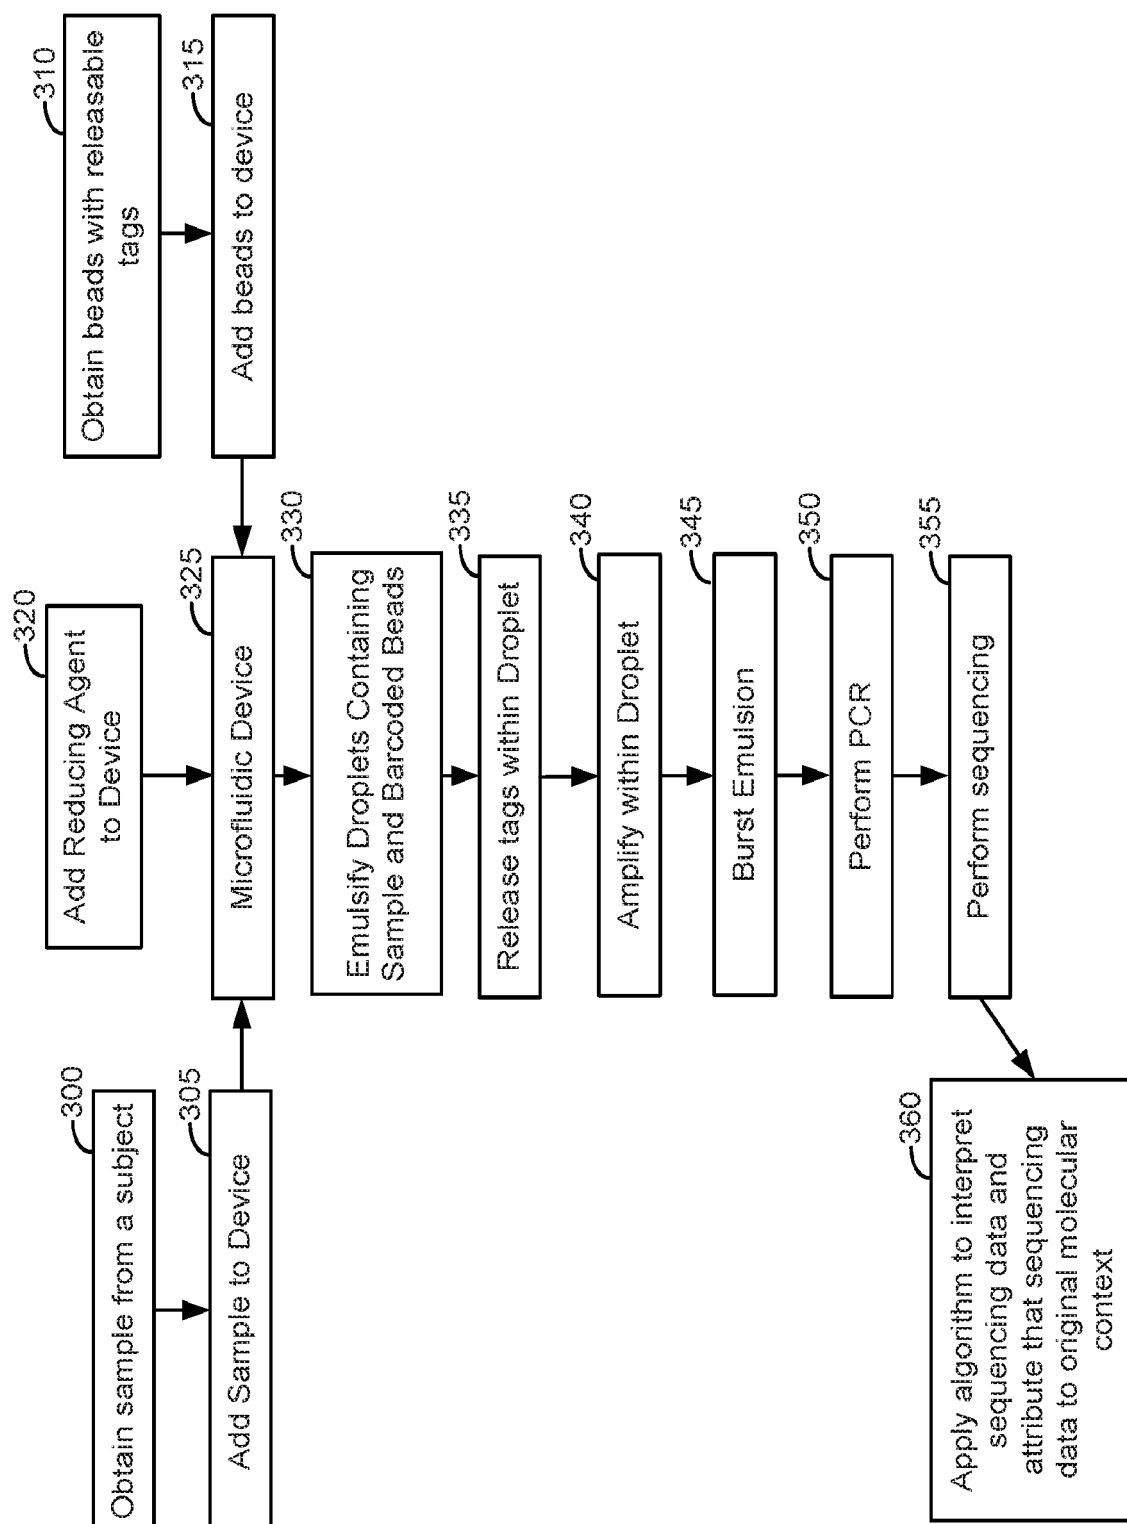 300
Obtain sample from a subject
305
Add Sample to Device
310
Obtain beads with releasable
tags
315
Add beads to device
320
Add Reducing Agent
to Device
325
Microfluidic Device
330
Emulsify Droplets Containing
Sample and Barcoded Beads
335
Release tags within Droplet
340
Amplify within Droplet
345
Burst Emulsion
350
Perform PCR
355
Perform sequencing
360
Apply algorithm to interpret
sequencing data and
attribute that sequencing
data to original molecular
context